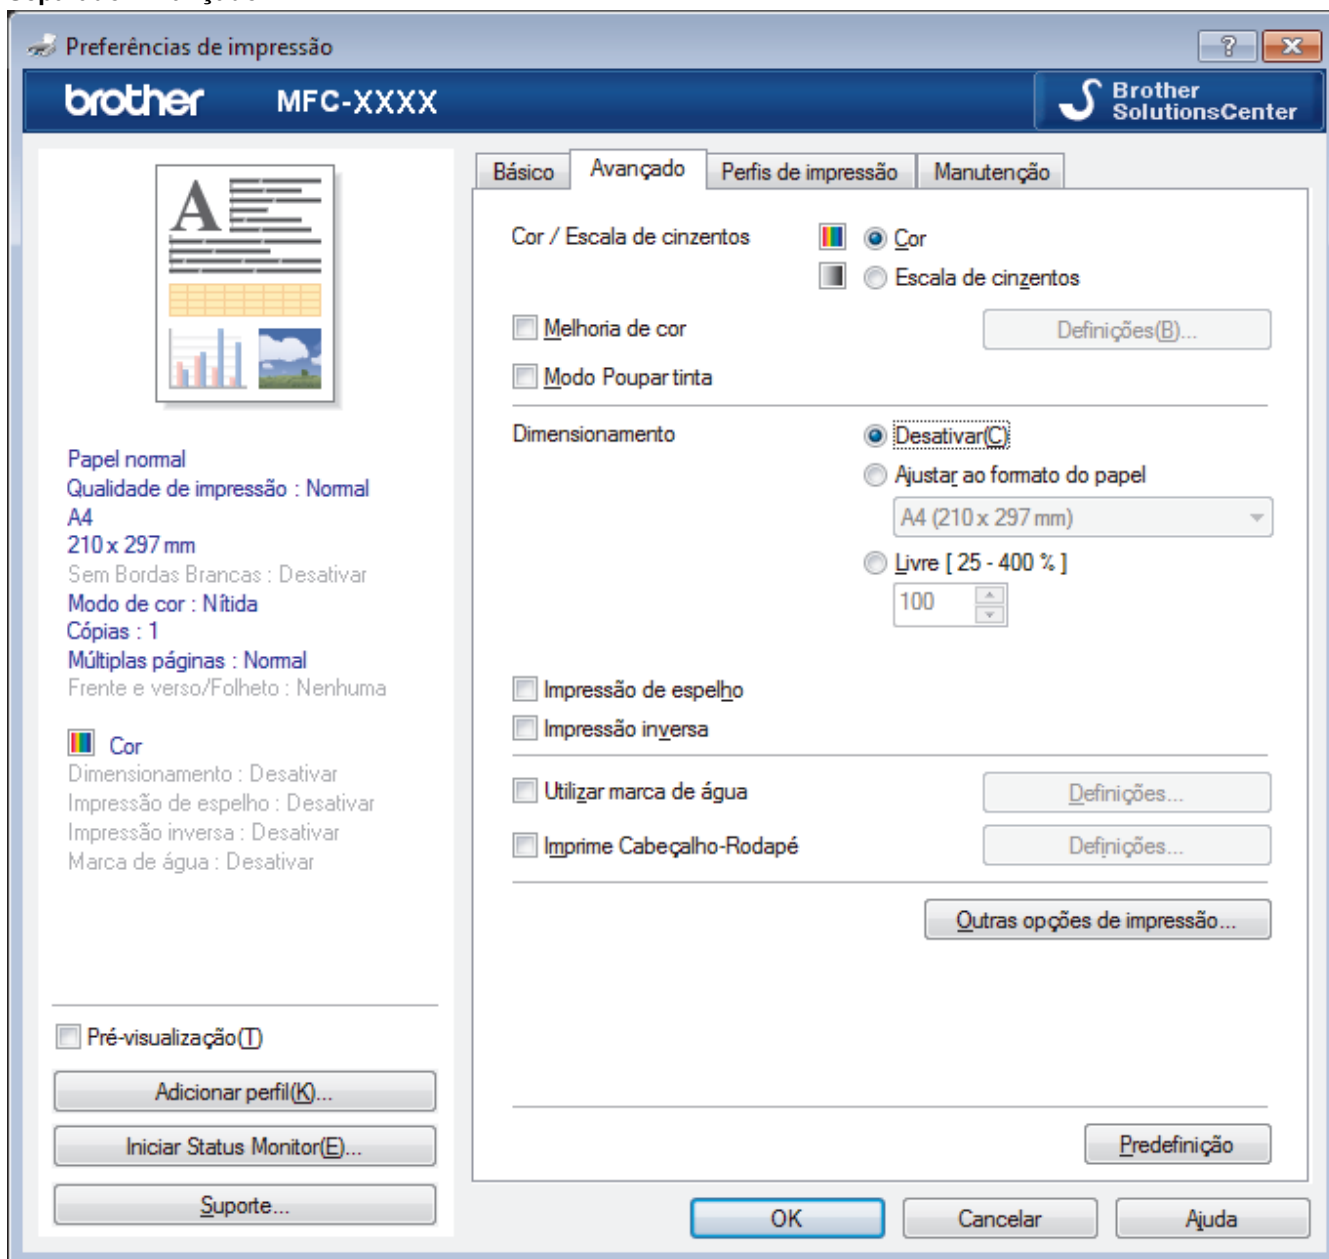 Preferências de impressão
brother MFC-XXXX
Brother
SolutionsCenter
A
Papel normal
Qualidade de impressão : Normal
A4
210 x 297 mm
Sem Bordas Brancas : Desativar
Modo de cor : Nítida
Cópias : 1
Múltiplas páginas : Normal
Frente e verso/Folheto : Nenhuma
Cor
Dimensionamento : Desativar
Impressão de espelho : Desativar
Impressão inversa : Desativar
Marca de água : Desativar
Pré-visualização(T)
Adicionar perfil(K)...
Iniciar Status Monitor(E)...
Suporte...
Básico Avançado Perfis de impressão Manutenção
Cor / Escala de cinzentos Cor
Escala de cinzentos
Melhoria de cor Definições(B)...
Modo Poupar tinta
Dimensionamento Desativar(C)
Ajustar ao formato do papel
A4 (210 x 297 mm)
Livre [ 25 - 400 % ]
100
Impressão de espelho
Impressão inversa
Utilizar marca de água Definições...
Imprime Cabeçalho-Rodapé Definições...
Outras opções de impressão...
Predefinição
OK Cancelar Ajuda